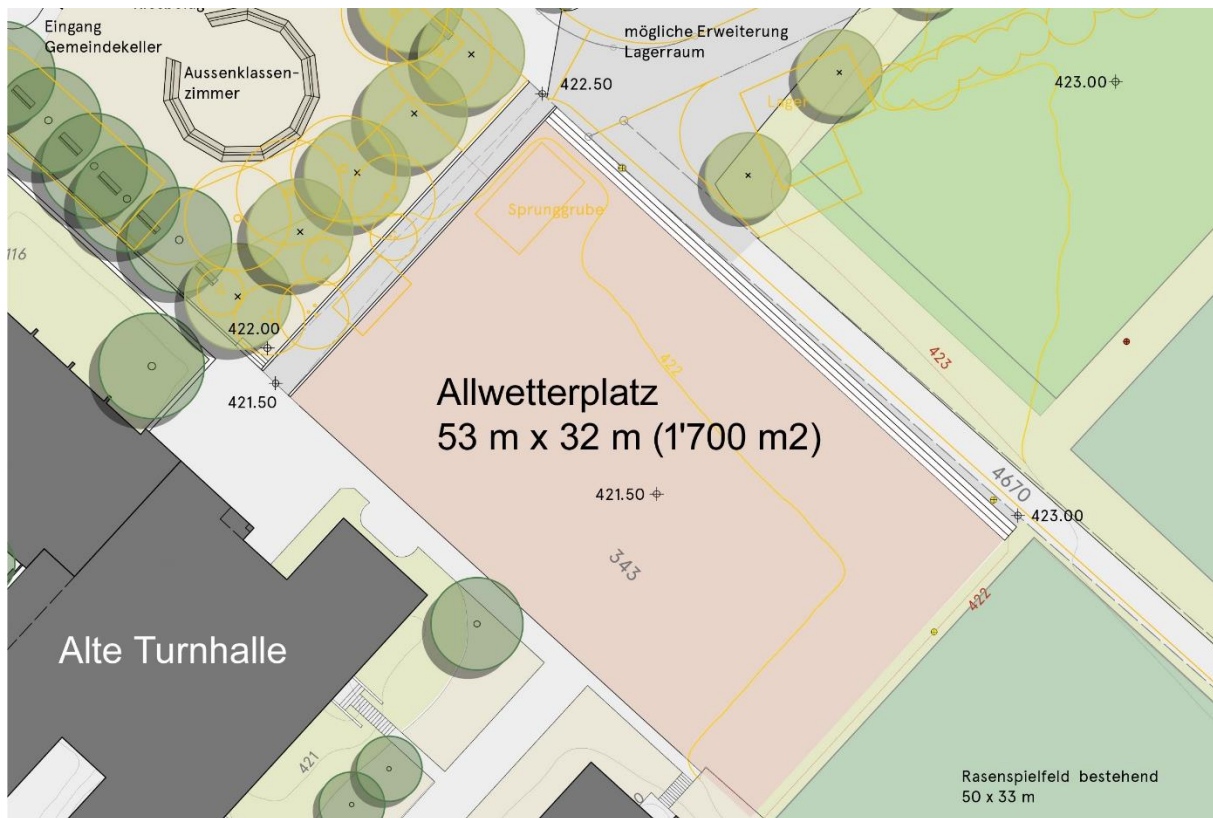 Eingang
Gemeindekeller
Aussenklassen-
zimmer
mögliche Erweiterung
Lagerraum
422.50
423.00
Lager
Sprunggrube
116
422.00
421.50
422
423
Allwetterplatz
53 m x 32 m (1'700 m2)
421.50
4670
423.00
343
422
Alte Turnhalle
421
Rasenspielfeld bestehend
50 x 33 m